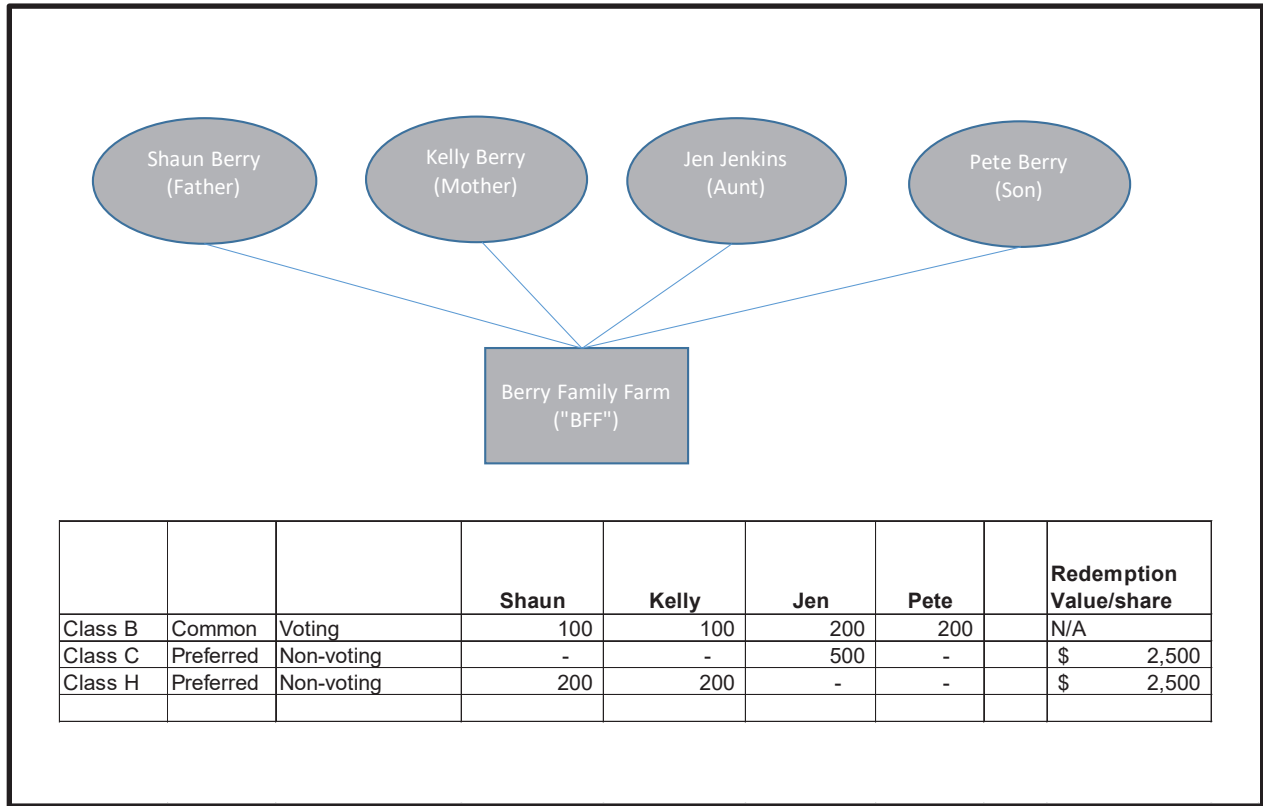 Shaun Berry
(Father)
Kelly Berry
(Mother)
Jen Jenkins
(Aunt)
Pete Berry
(Son)
Berry Family Farm
("BFF")
Shaun Kelly Jen Pete Redemption Value/share
Class B Common Voting 100 100 200 200 N/A
Class C Preferred Non-voting - - 500 - $ 2,500
Class H Preferred Non-voting 200 200 - - $ 2,500